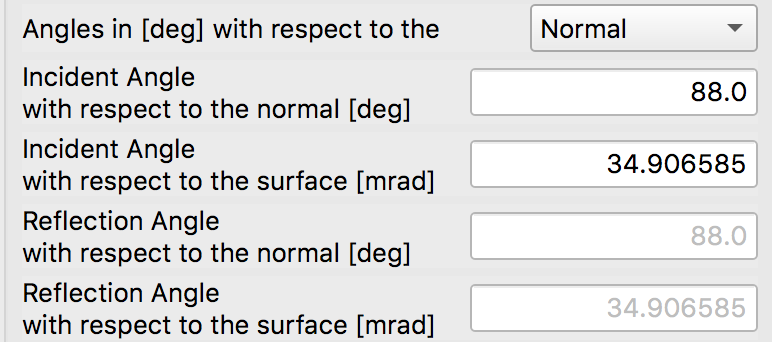 Angles in [deg] with respect to the Normal
Incident Angle
with respect to the normal [deg] 88.0
Incident Angle
with respect to the surface [mrad] 34.906585
Reflection Angle
with respect to the normal [deg] 88.0
Reflection Angle
with respect to the surface [mrad] 34.906585